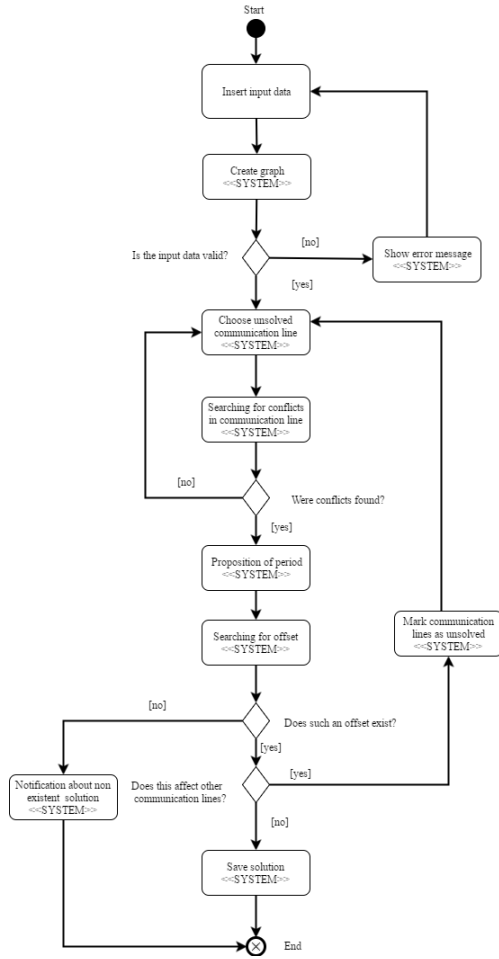 Start
Insert input data
Create graph
<<SYSTEM>>
Is the input data valid?
[no]
Show error message
<<SYSTEM>>
[yes]
Choose unsolved
communication line
<<SYSTEM>>
Searching for conflicts
in communication line
<<SYSTEM>>
[no]
Were conflicts found?
[yes]
Proposition of period
<<SYSTEM>>
Searching for offset
<<SYSTEM>>
Mark communication
lines as unsolved
<<SYSTEM>>
[no]
Does such an offset exist?
[yes]
Notification about non
existent solution
<<SYSTEM>>
Does this affect other
communication lines?
[yes]
[no]
Save solution
<<SYSTEM>>
End